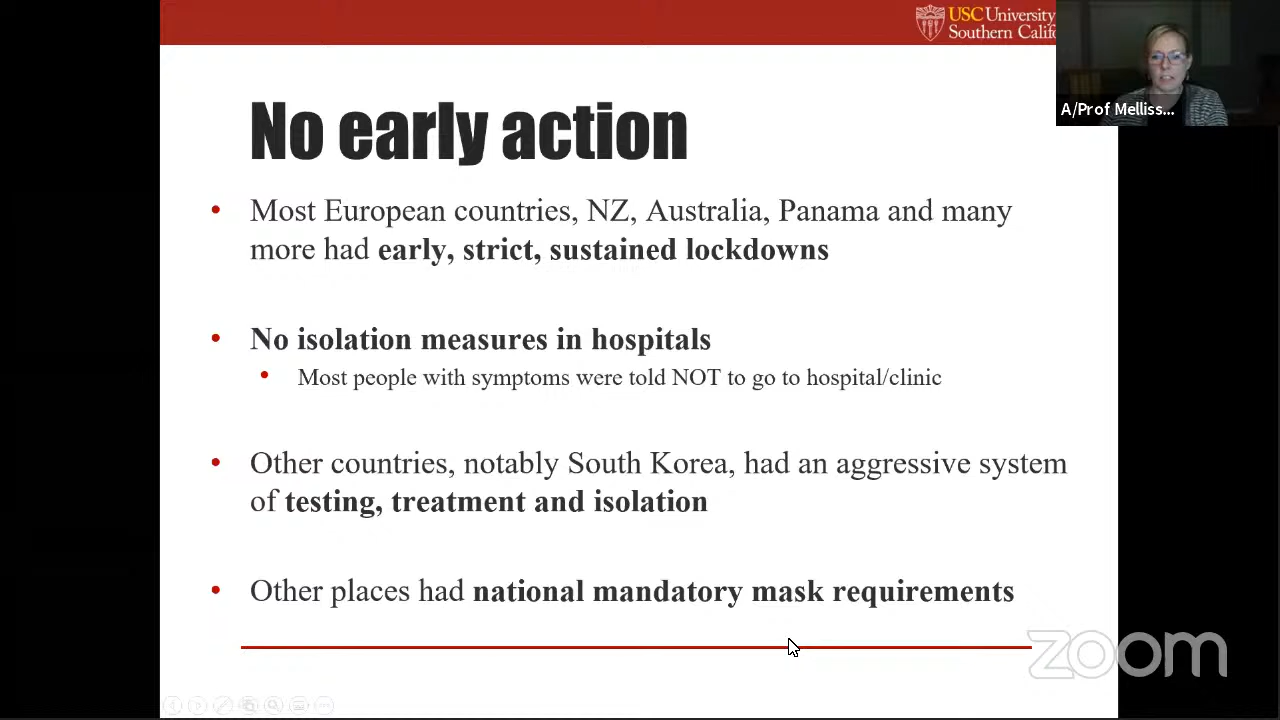 USC University
Southern Calif
A/Prof Melliss...
No early action
• Most European countries, NZ, Australia, Panama and many
more had early, strict, sustained lockdowns
• No isolation measures in hospitals
• Most people with symptoms were told NOT to go to hospital/clinic
• Other countries, notably South Korea, had an aggressive system
of testing, treatment and isolation
• Other places had national mandatory mask requirements
zoom